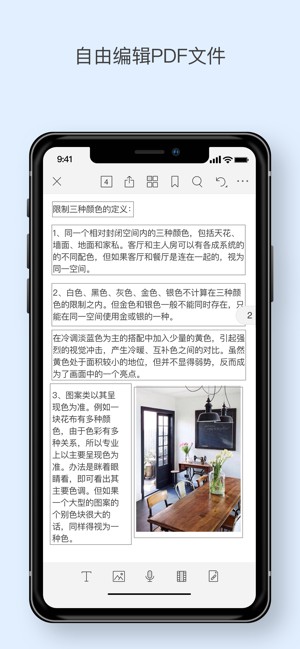 自由编辑PDF文件
9:41
4
限制三种颜色的定义：
1、同一个相对封闭空间内的三种颜色，包括天花、
墙面、地面和家私。客厅和主人房可以有各成系统的
的不同配色，但如果客厅和餐厅是连在一起的，视为
同一空间。
2、白色、黑色、灰色、金色、银色不计算在三种颜
色的限制之内。但金色和银色一般不能同时存在，只
能在同一空间使用金或银的一种。
2
在冷调淡蓝色为主的搭配中加入少量的黄色，引起强
烈的视觉冲击，产生冷暖、互补色之间的对比。虽然
黄色处于面积较小的地位，但并不显得弱势，反而成
为了画面中的一个亮点。
3、图案类以其呈
现色为准。例如一
块花布有多种颜
色，由于色彩有多
种关系，所以专业
上以主要呈现色为
准。办法是眯着眼
睛看，即可看出其
主要色调。但如果
一个大型的图案的
个别色块很大的
话，同样得视为一
种色。
T